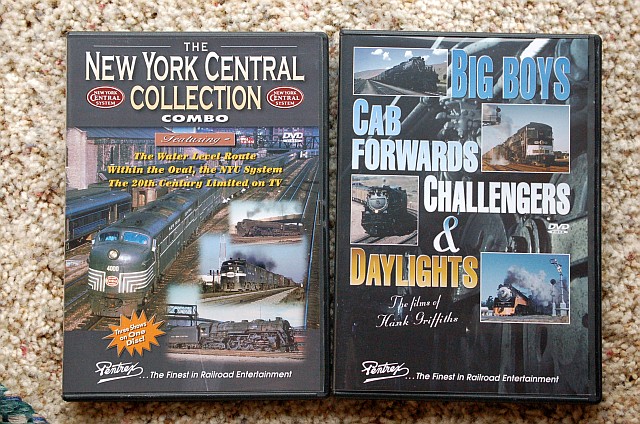 THE
NEW YORK CENTRAL
COLLECTION
NEW YORK
CENTRAL
SYSTEM
NEW YORK
CENTRAL
SYSTEM
COMBO
Featuring
DVD
The Water Level Route
Within the Oval, the NYC System
The 20th Century Limited on TV
4000
Three Shows on
One
Disc!
Pentrex
...The Finest in Railroad Entertainment
BIG BOYS
CAB
FORWARDS
CHALLENGERS
&
DVD
DAYLIGHTS
The films of
Hank Griffiths
Pentrex
...The Finest in Railroad Entertainment